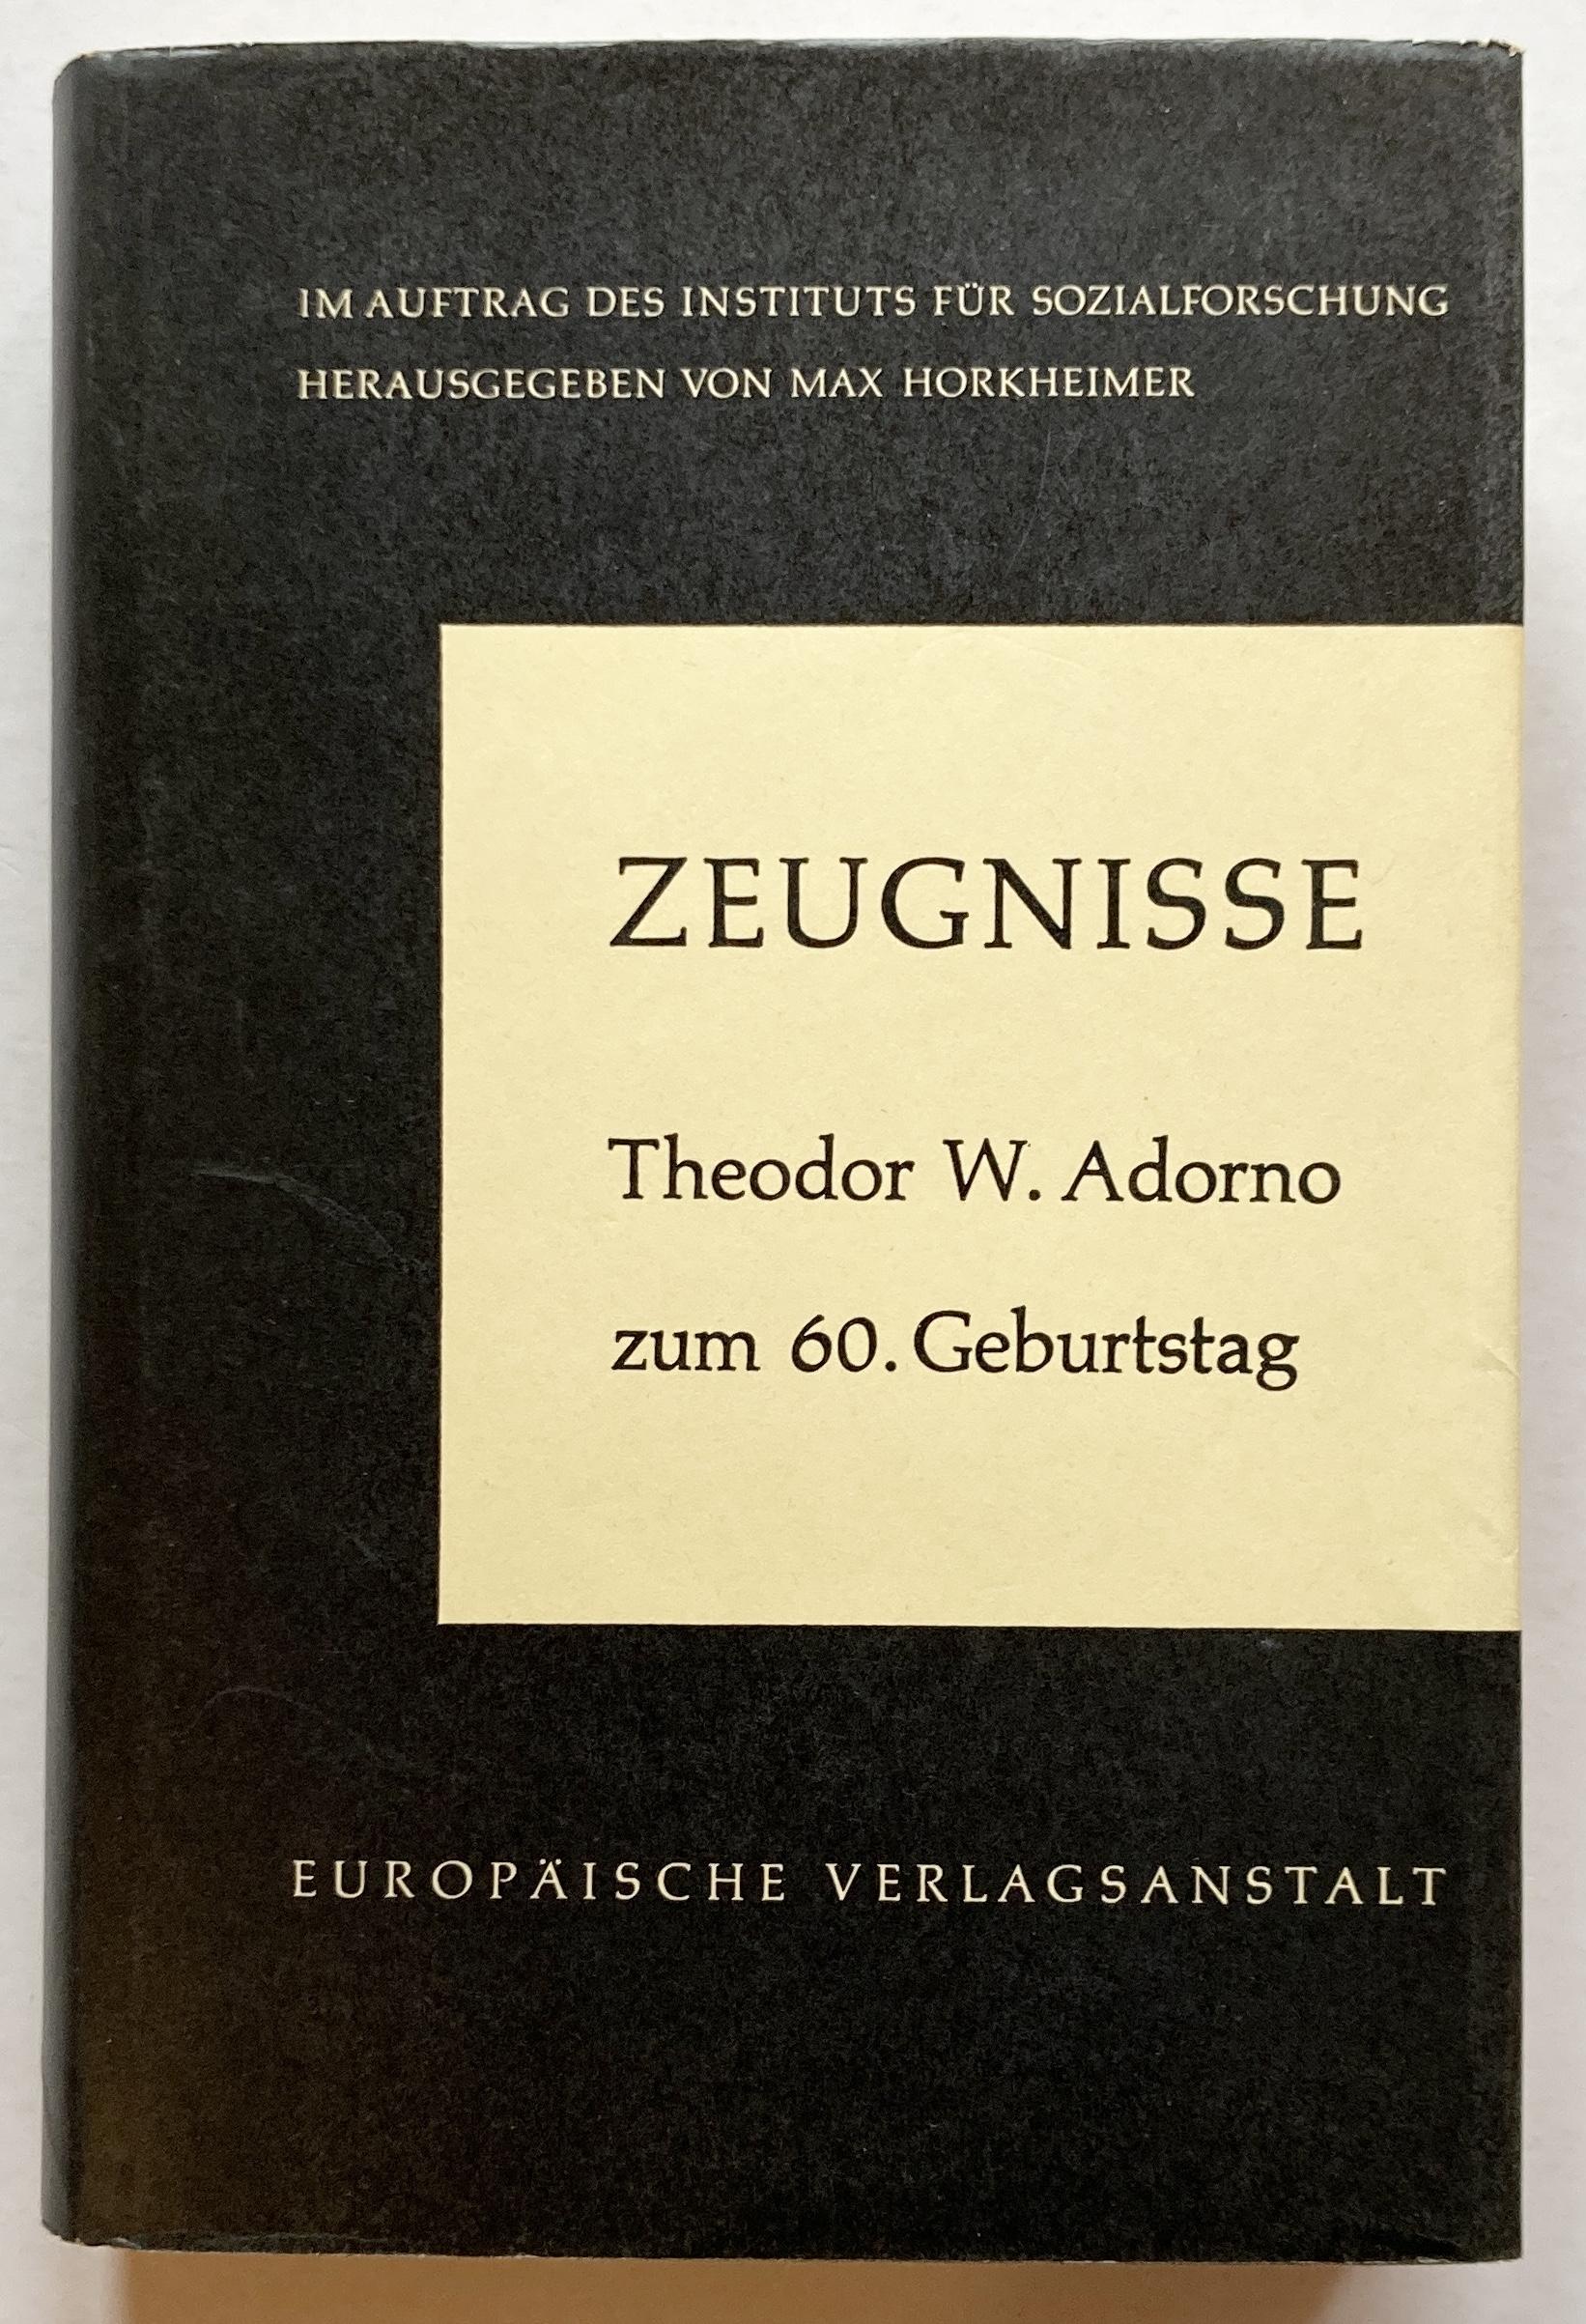 IM AUFTRAG DES INSTITUTS FÜR SOZIALFORSCHUNG
HERAUSGEGEBEN VON MAX HORKHEIMER
ZEUGNISSE
Theodor W. Adorno
zum 60. Geburtstag
EUROPÄISCHE VERLAGSANSTALT